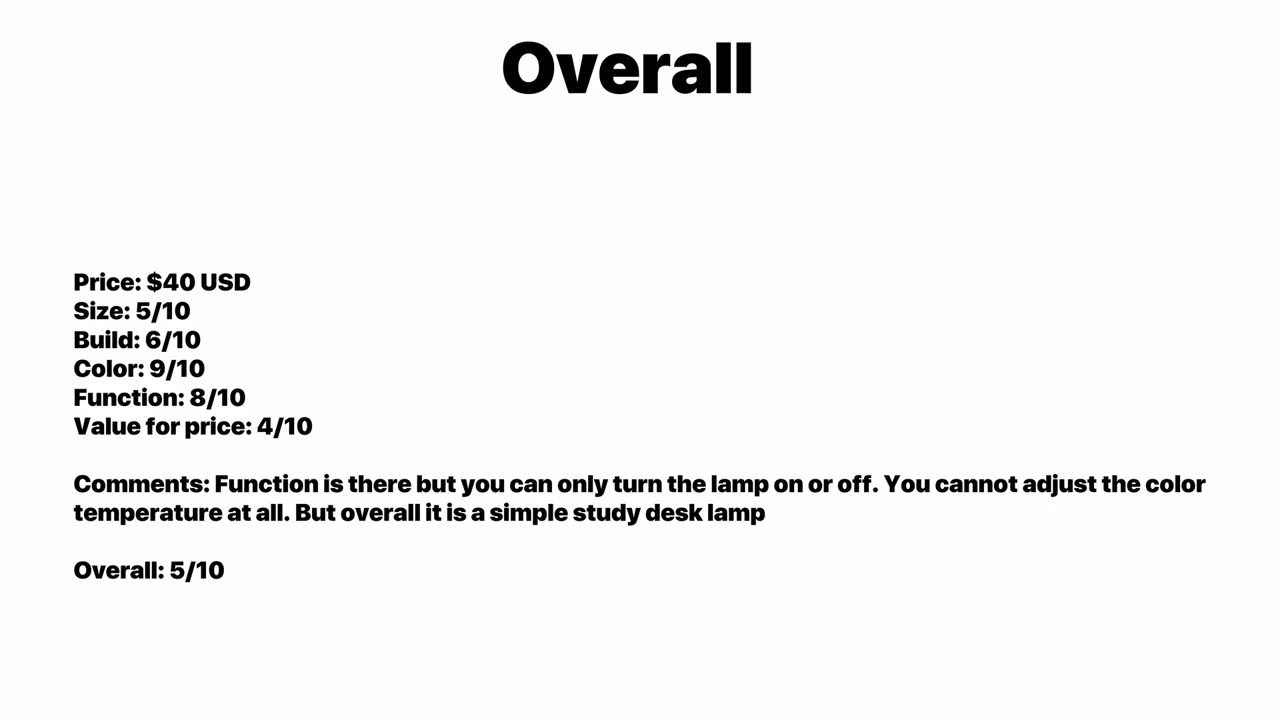 Overall
Price: $40 USD
Size: 5/10
Build: 6/10
Color: 9/10
Function: 8/10
Value for price: 4/10
Comments: Function is there but you can only turn the lamp on or off. You cannot adjust the color
temperature at all. But overall it is a simple study desk lamp
Overall: 5/10